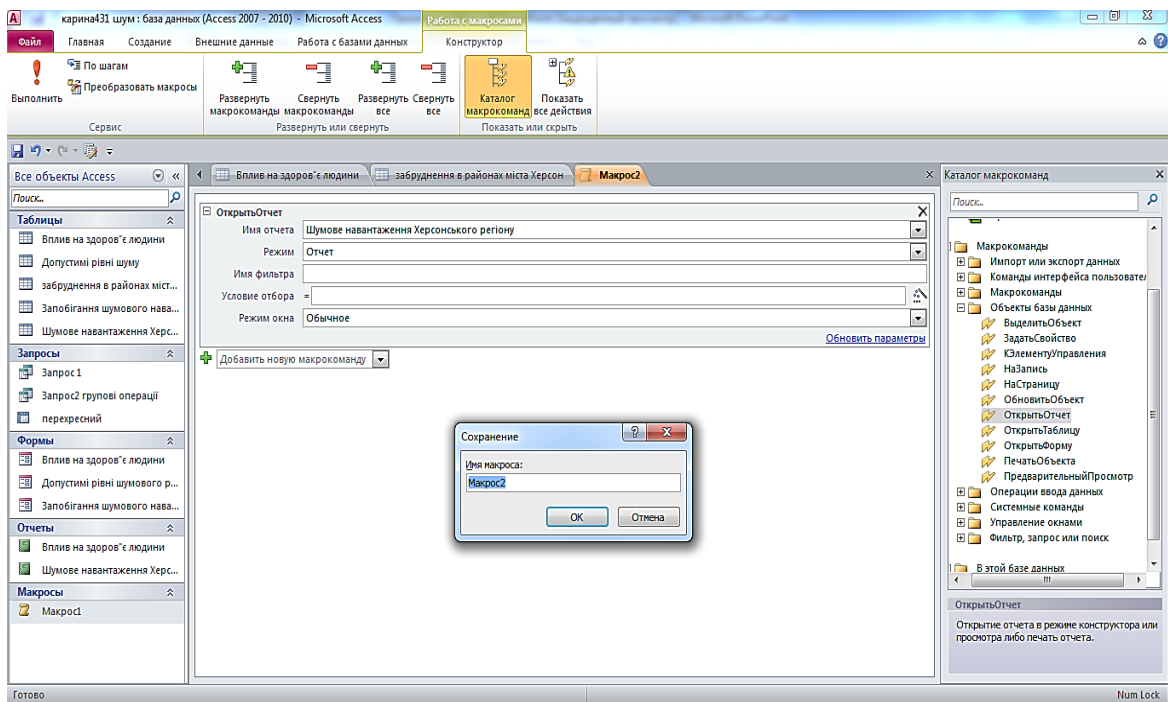 карина431 шум : база данных (Access 2007 - 2010) - Microsoft Access
Работа с макросами
Файл Главная Создание Внешние данные Работа с базами данных Конструктор
Выполнить
По шагам
Преобразовать макросы
Сервис
Развернуть макрокоманды
Свернуть макрокоманды
Развернуть все
Свернуть все
Развернуть или свернуть
Каталог макрокоманд
Показать все действия
Показать или скрыть
Все объекты Access
Поиск...
Таблицы
Вплив на здоров"є людини
Допустимі рівні шуму
забруднення в районах міст...
Запобігання шумового нава...
Шумове навантаження Херс...
Запросы
Запрос1
Запрос2 групові операції
перехресний
Формы
Вплив на здоров"є людини
Допустимі рівні шумового р...
Запобігання шумового нава...
Отчеты
Вплив на здоров"є людини
Шумове навантаження Херс...
Макросы
Макрос1
Вплив на здоров"є людини
забруднення в районах міста Херсон
Макрос2
ОткрытьОтчет
Имя отчета Шумове навантаження Херсонського регіону
Режим Отчет
Имя фильтра
Условие отбора =
Режим окна Обычное
Обновить параметры
Добавить новую макрокоманду
Сохранение
Имя макроса:
Макрос2
ОК Отмена
Каталог макрокоманд
Поиск...
Макрокоманды
Импорт или экспорт данных
Команды интерфейса пользовател
Макрокоманды
Объекты базы данных
ВыделитьОбъект
ЗадатьСвойство
КЭлементуУправления
НаЗапись
НаСтраницу
ОбновитьОбъект
ОткрытьОтчет
ОткрытьТаблицу
ОткрытьФорму
ПечатьОбъекта
ПредварительныйПросмотр
Операции ввода данных
Системные команды
Управление окнами
Фильтр, запрос или поиск
В этой базе данных
ОткрытьОтчет
Открытие отчета в режиме конструктора или
просмотра либо печать отчета.
Готово
Num Lock